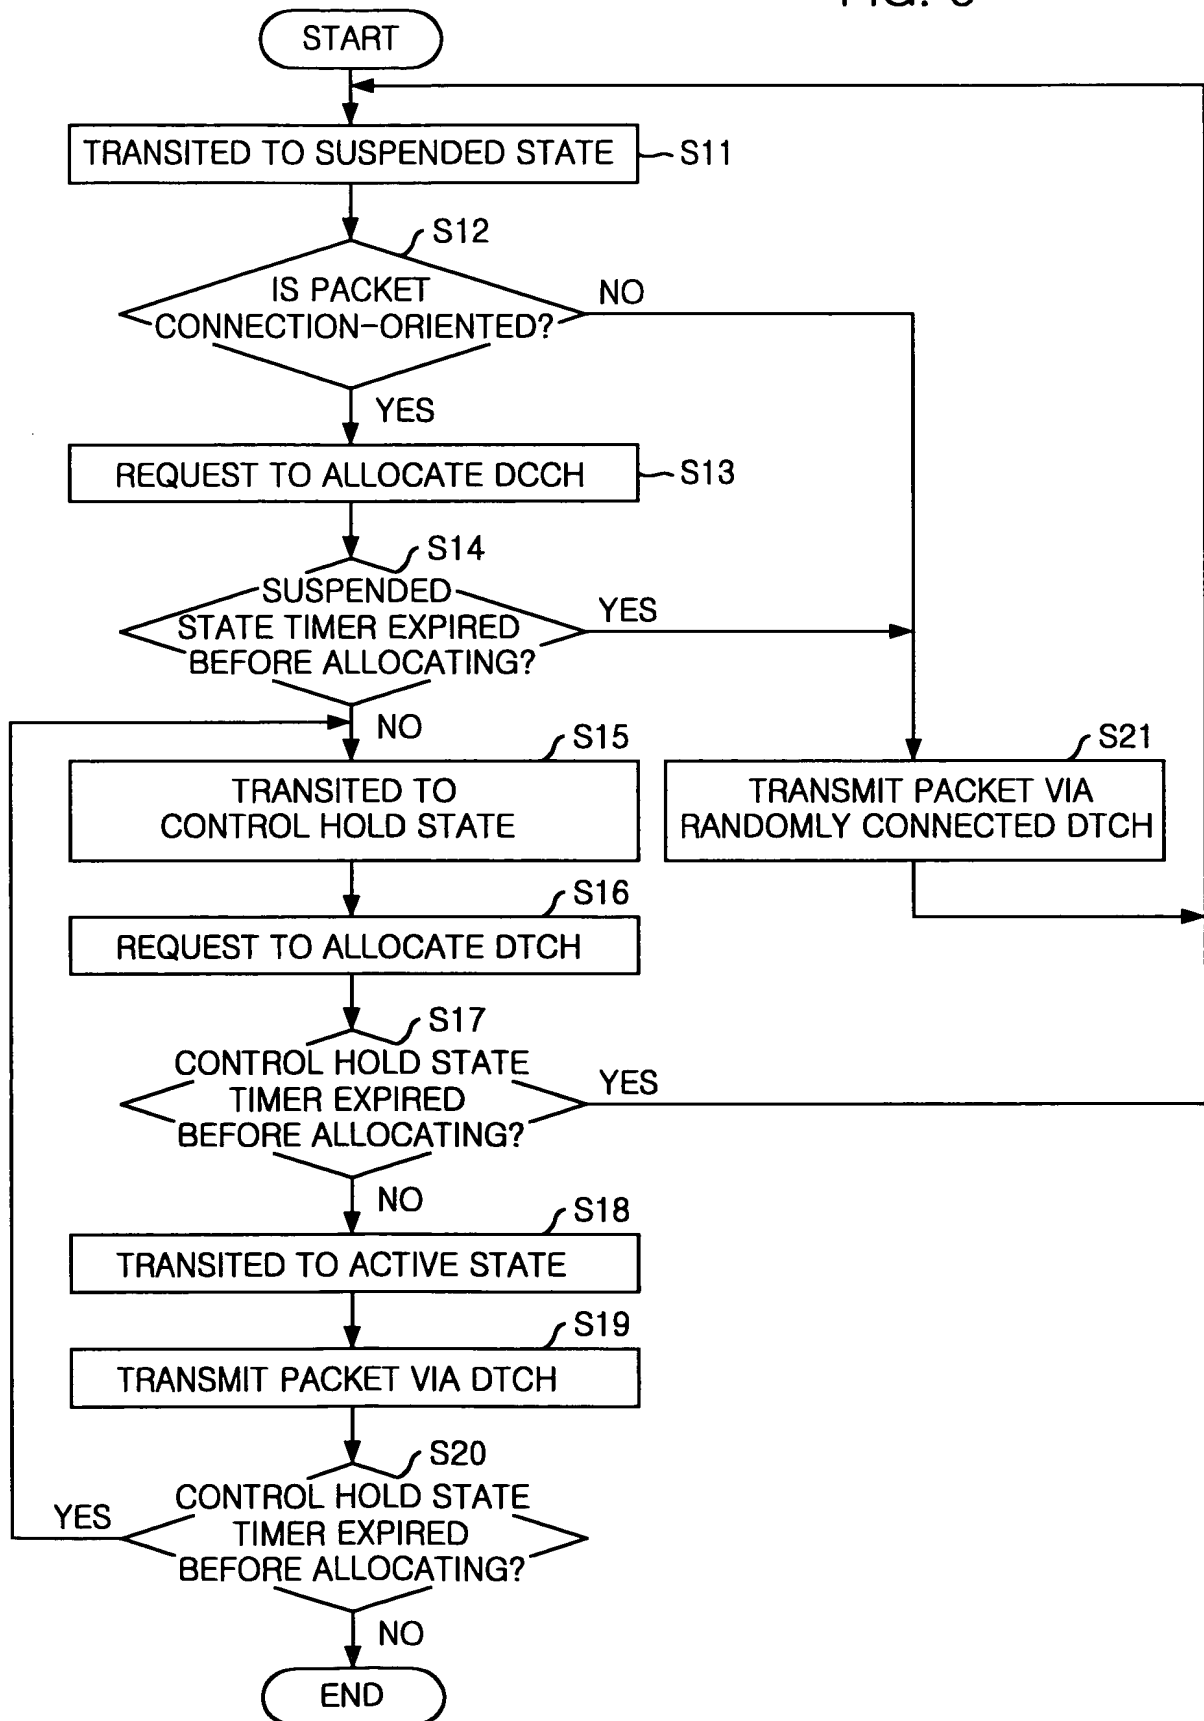 START
TRANSITED TO SUSPENDED STATE
S11
S12
IS PACKET
CONNECTION-ORIENTED?
NO
YES
REQUEST TO ALLOCATE DCCH
S13
S14
SUSPENDED
STATE TIMER EXPIRED
BEFORE ALLOCATING?
YES
NO
S15
TRANSITED TO
CONTROL HOLD STATE
S21
TRANSMIT PACKET VIA
RANDOMLY CONNECTED DTCH
S16
REQUEST TO ALLOCATE DTCH
S17
CONTROL HOLD STATE
TIMER EXPIRED
BEFORE ALLOCATING?
YES
NO
S18
TRANSITED TO ACTIVE STATE
S19
TRANSMIT PACKET VIA DTCH
S20
CONTROL HOLD STATE
TIMER EXPIRED
BEFORE ALLOCATING?
YES
NO
END